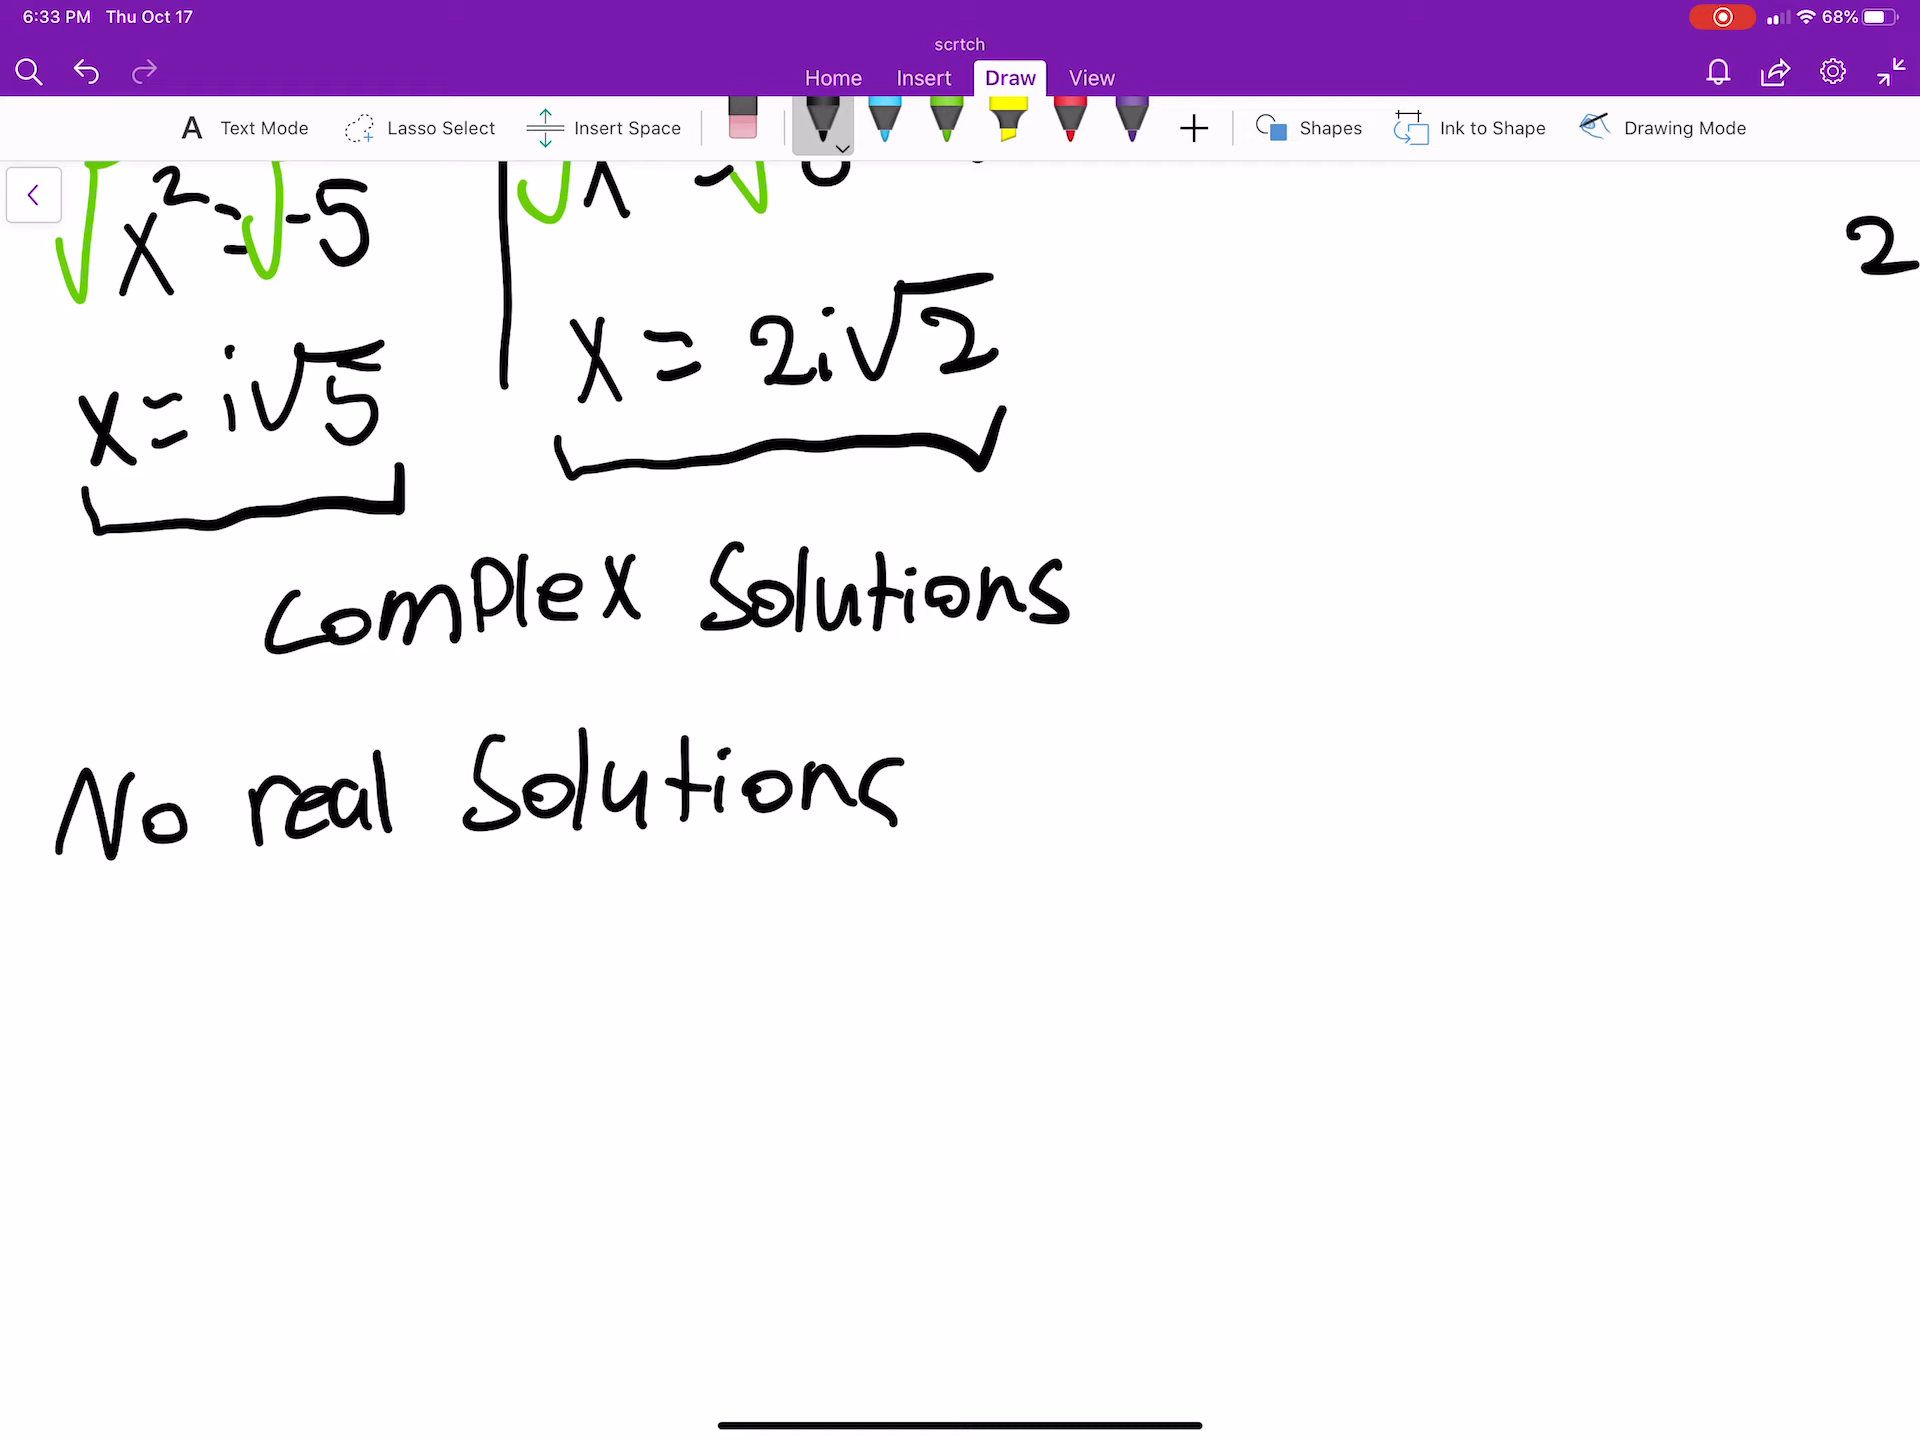 6:33 PM Thu Oct 17
68%
scrtch
Home Insert Draw View
A Text Mode Lasso Select Insert Space Shapes Ink to Shape Drawing Mode
√x² = √-5
2
x = 2i√2
x = i√5
complex solutions
No real solutions